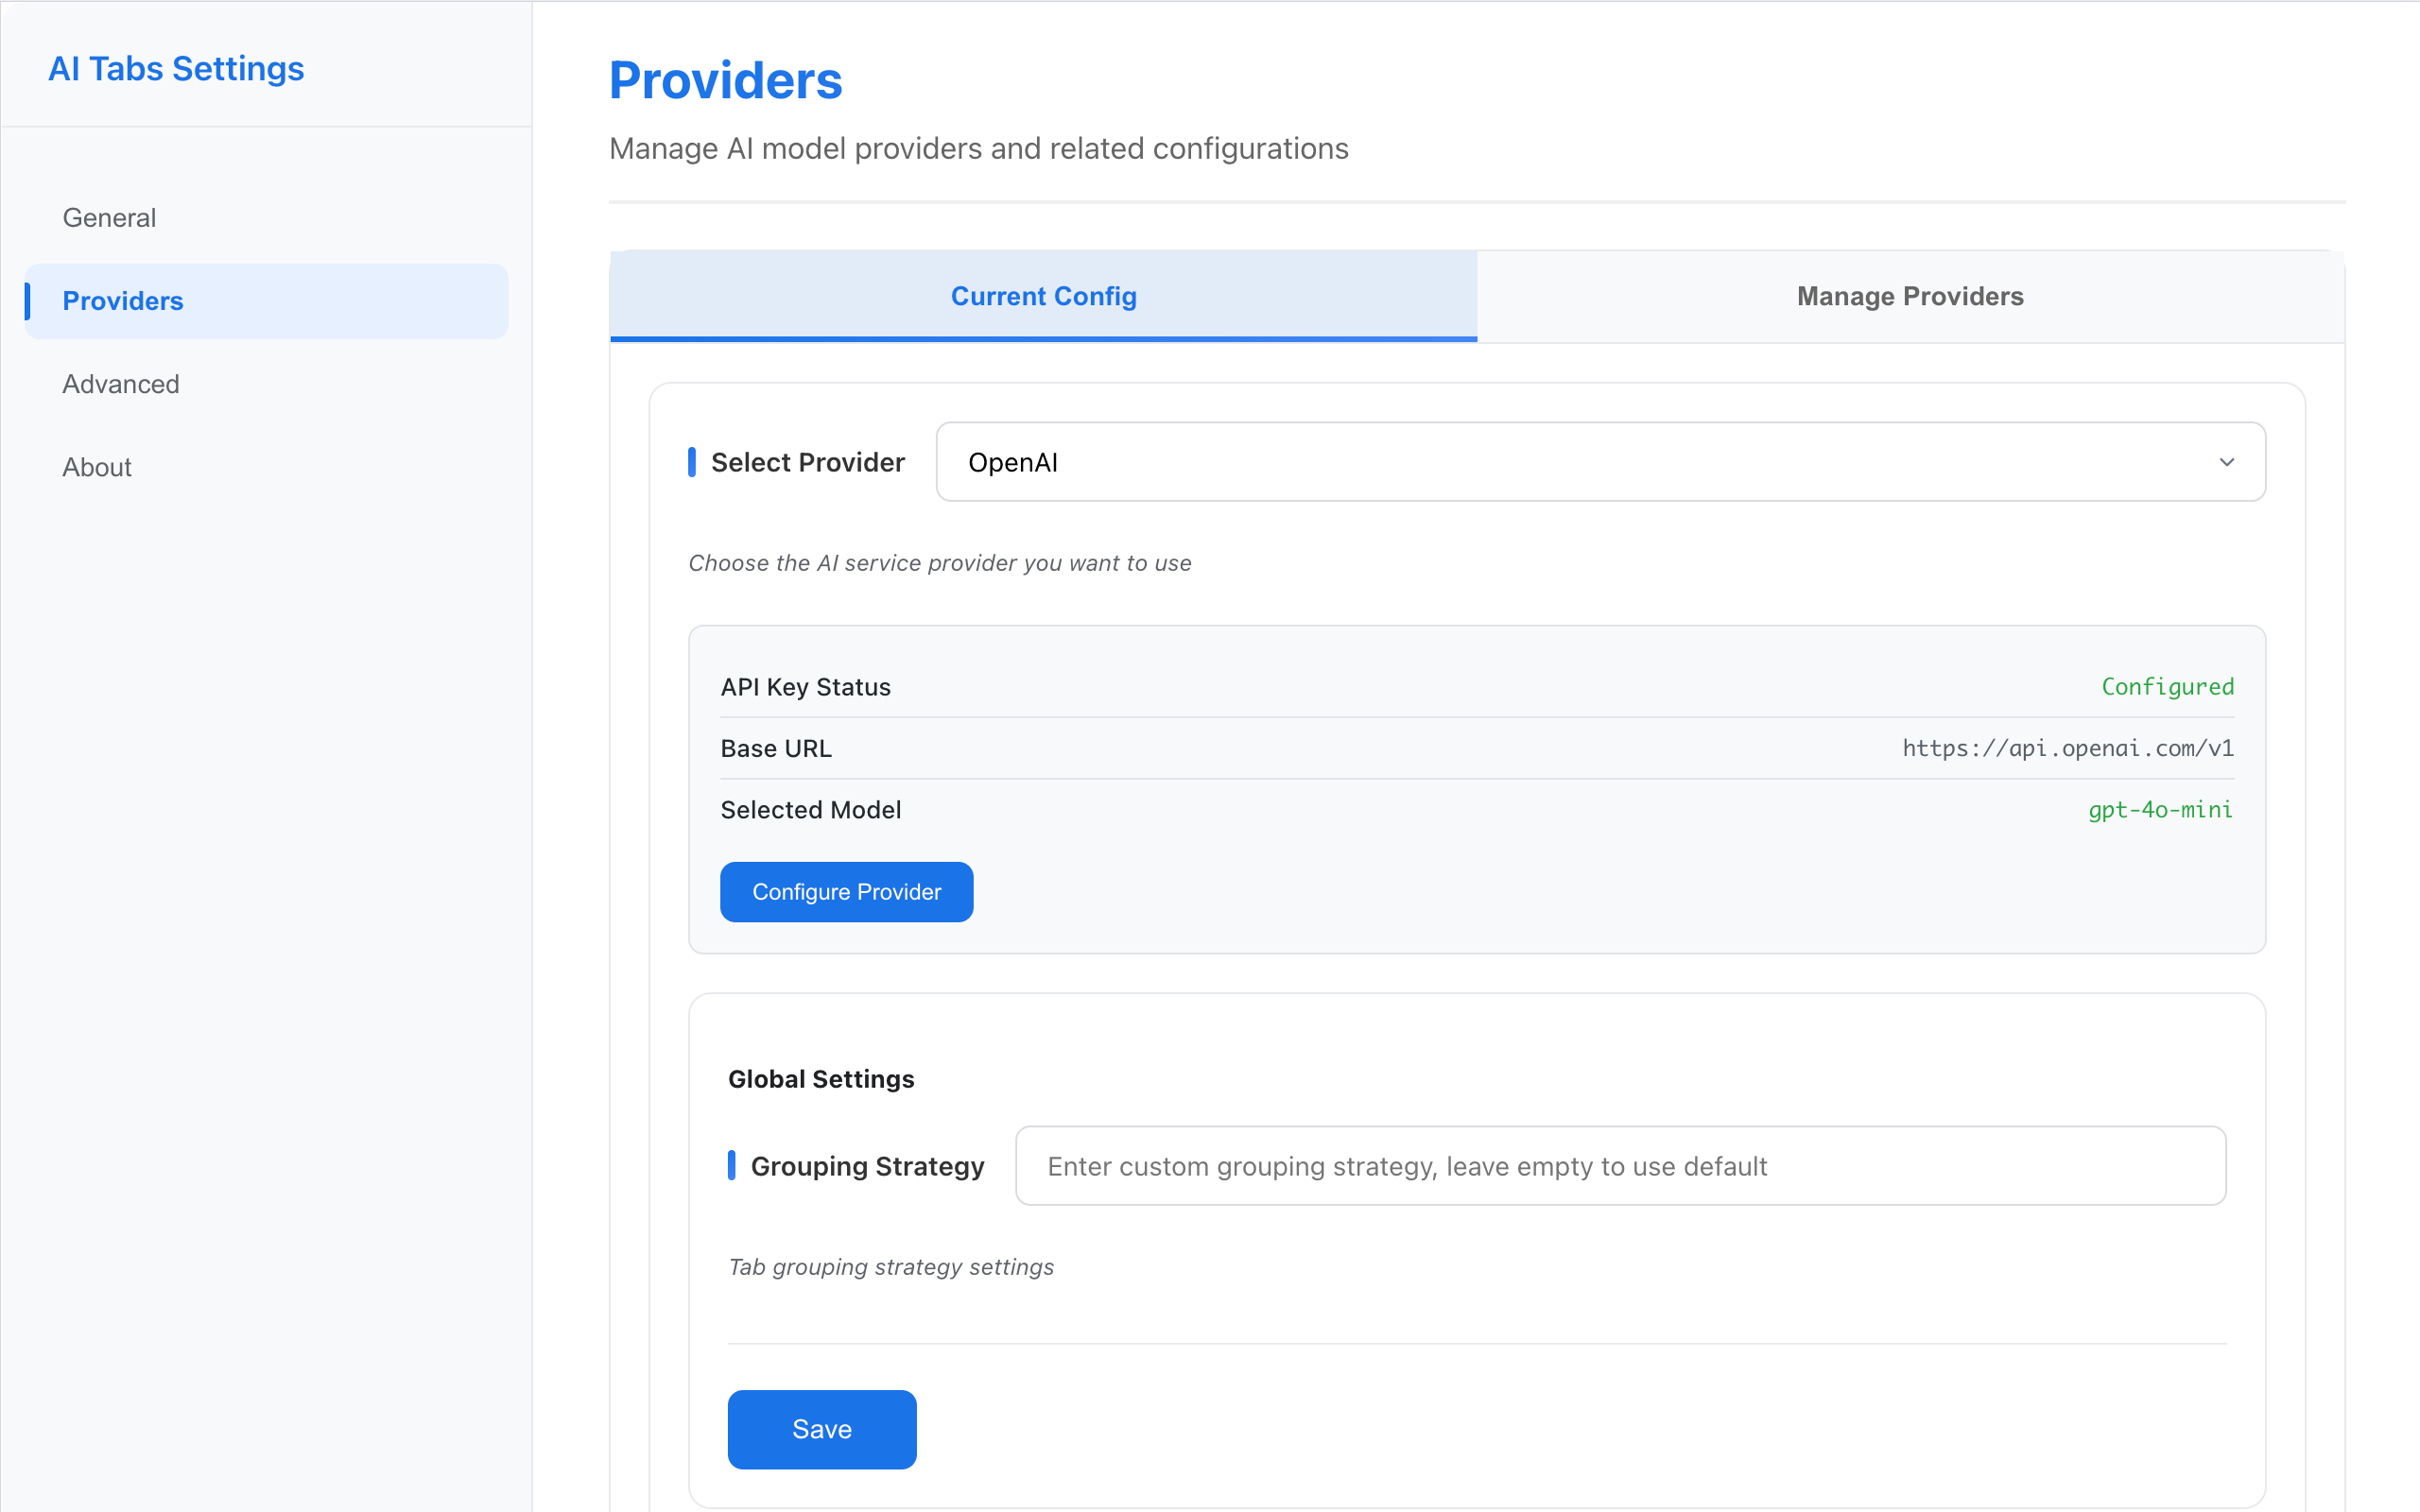 AI Tabs Settings
General
Providers
Advanced
About
Providers
Manage AI model providers and related configurations
Current Config
Manage Providers
Select Provider
OpenAI
Choose the AI service provider you want to use
API Key Status
Configured
Base URL
https://api.openai.com/v1
Selected Model
gpt-4o-mini
Configure Provider
Global Settings
Grouping Strategy
Enter custom grouping strategy, leave empty to use default
Tab grouping strategy settings
Save